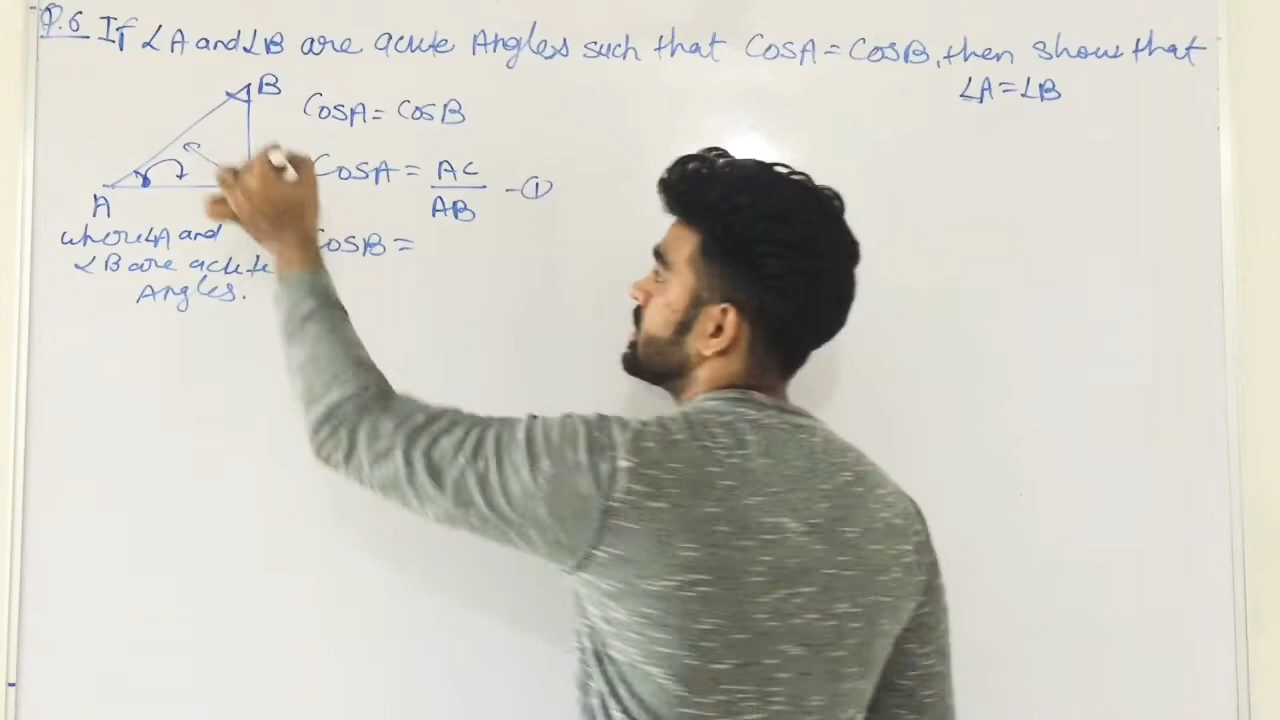 Q.6 If ∠A and ∠B are acute Angles such that COSA = COSB, then show that
∠A = ∠B
B
A
COSA = COSB
COSA = AC/AB -①
COSB =
where ∠A and
∠B are acute
Angles.